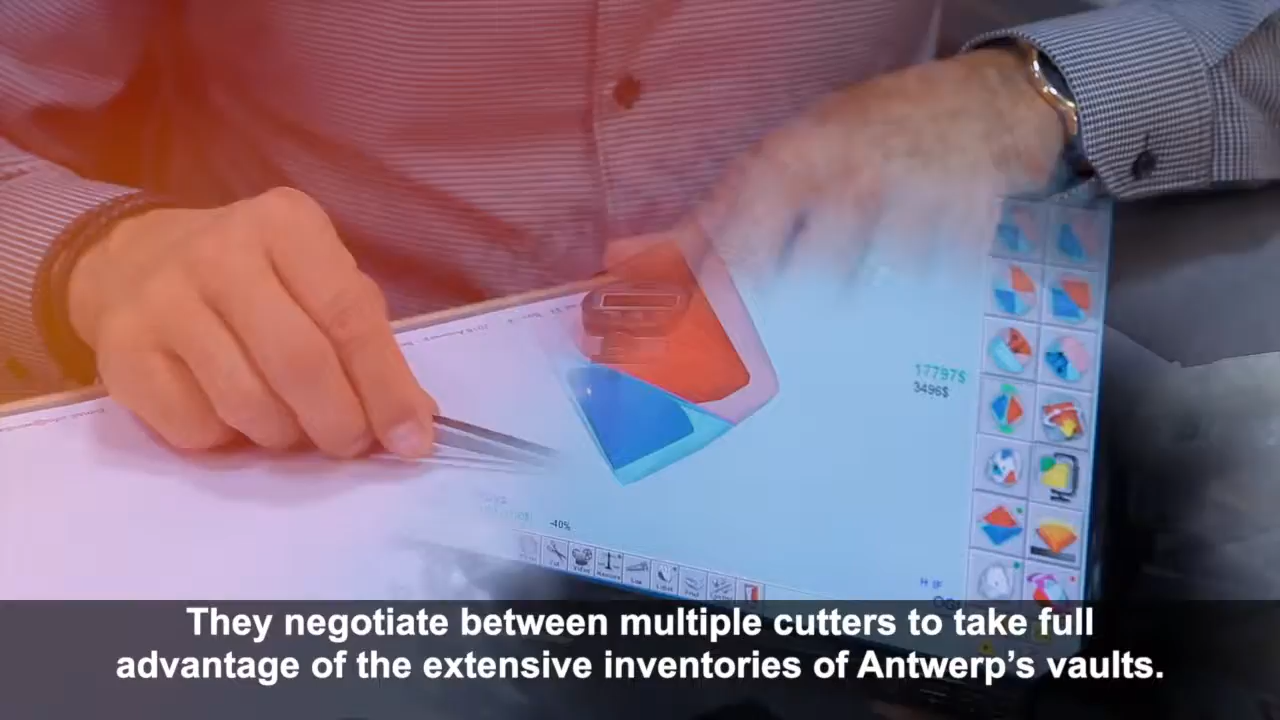 17797$
3496$
-40%
H IF
They negotiate between multiple cutters to take full
advantage of the extensive inventories of Antwerp's vaults.